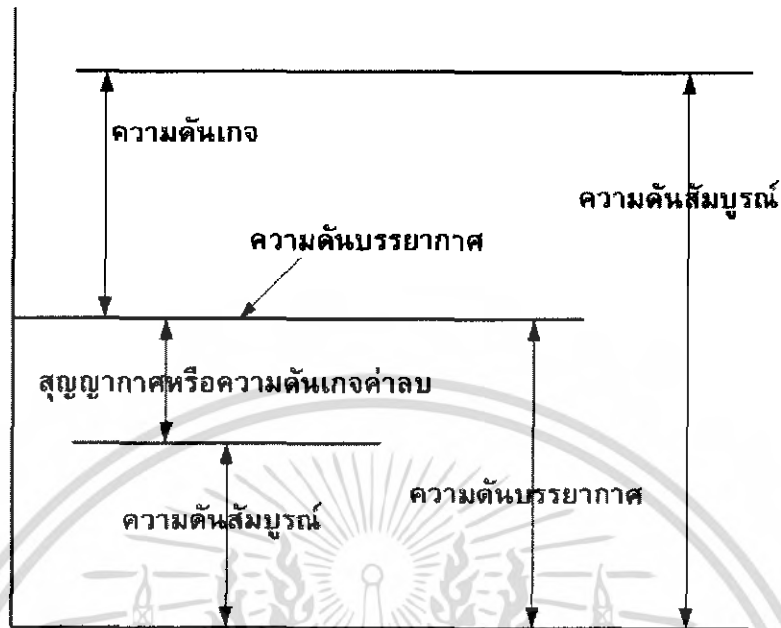 ความดันเกจ
ความดันสัมบูรณ์
ความดันบรรยากาศ
สุญญากาศหรือความดันเกจค่าลบ
ความดันบรรยากาศ
ความดันสัมบูรณ์